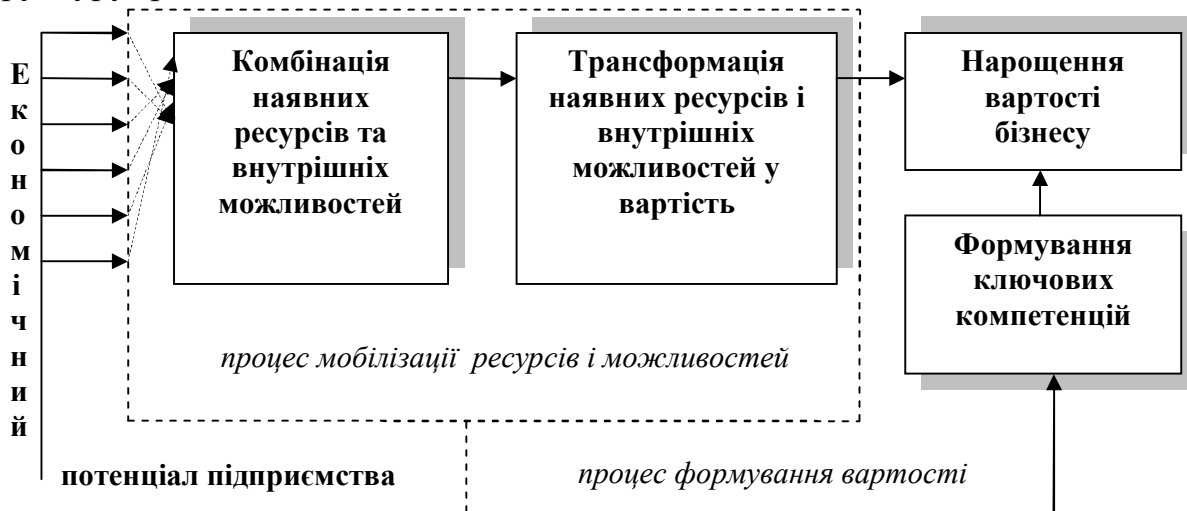 Економічний
Комбінація
наявних
ресурсів та
внутрішніх
можливостей
Трансформація
наявних ресурсів і
внутрішніх
можливостей у
вартість
Нарощення
вартості
бізнесу
Формування
ключових
компетенцій
процес мобілізації ресурсів і можливостей
потенціал підприємства
процес формування вартості